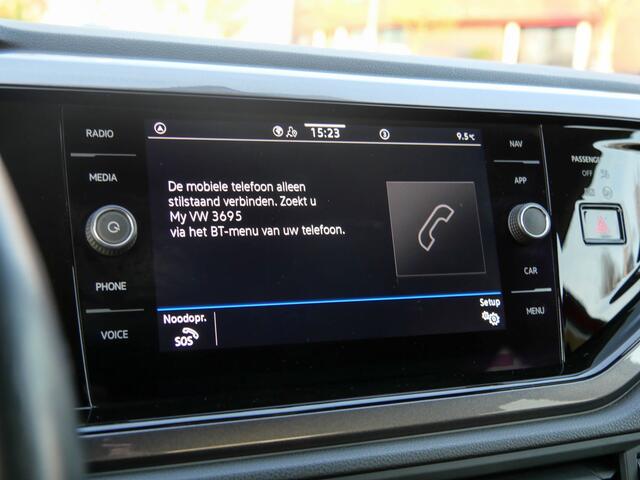 RADIO
MEDIA
PHONE
VOICE
15:23
9.5°C
De mobiele telefoon alleen
stilstaand verbinden. Zoekt u
My VW 3695
via het BT-menu van uw telefoon.
Noodopr.
SOS
Setup
NAV
APP
CAR
MENU
PASSENG
OFF